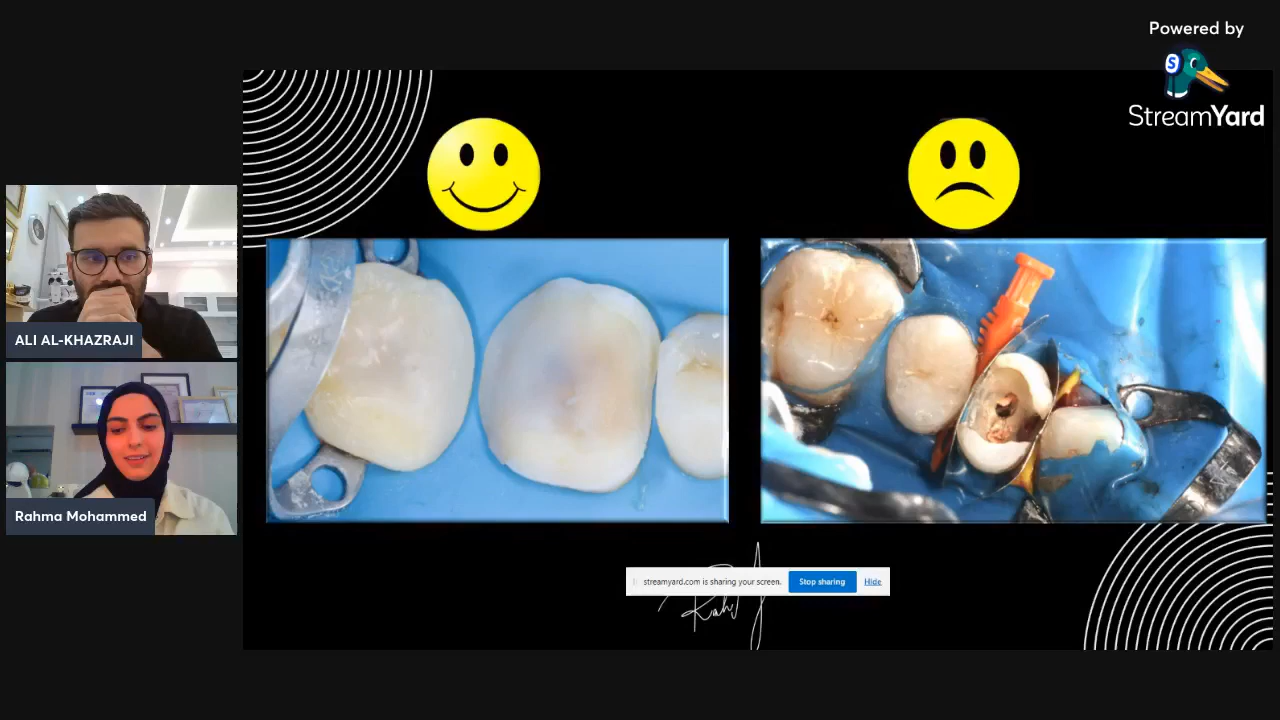 Powered by
S
StreamYard
ALI AL-KHAZRAJI
Rahma Mohammed
streamyard.com is sharing your screen.
Stop sharing
Hide